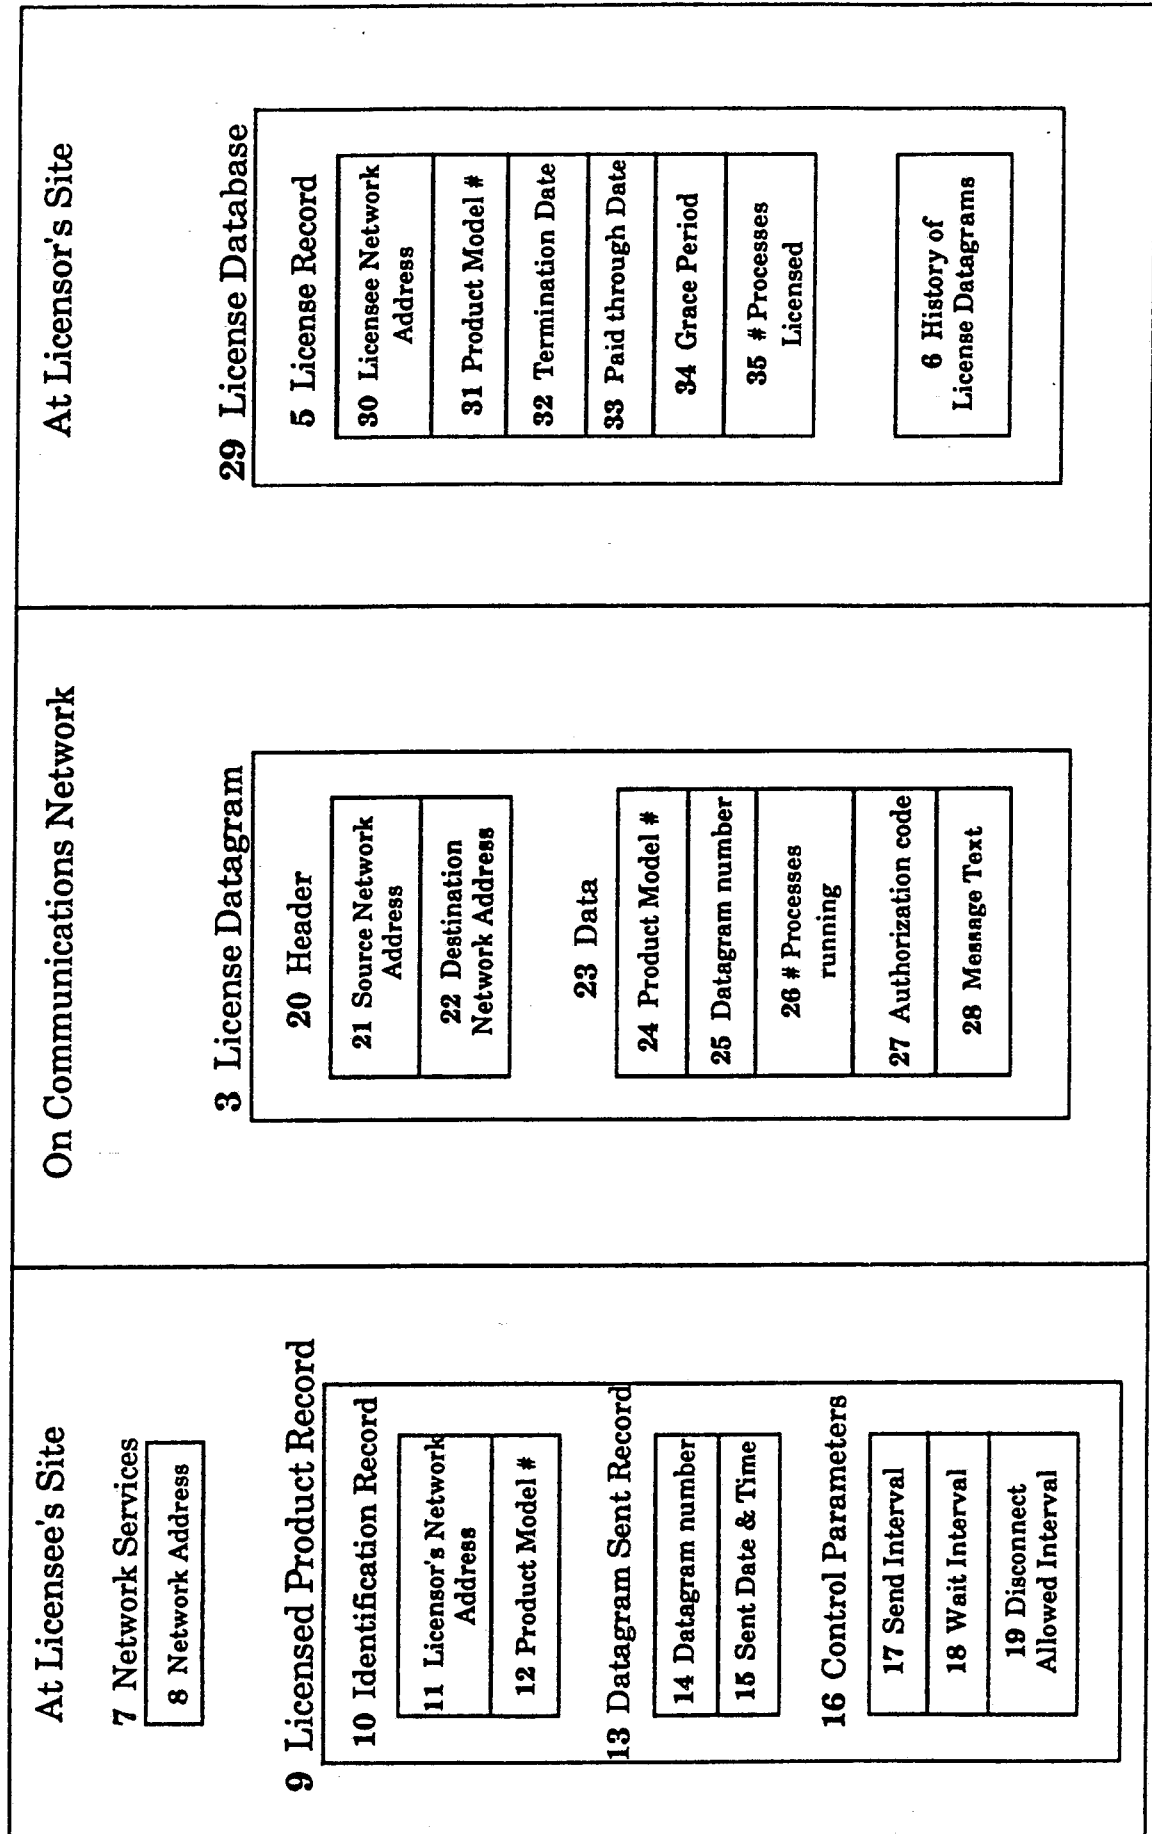 At Licensee's Site
7 Network Services
8 Network Address
9 Licensed Product Record
10 Identification Record
11 Licensor's Network
Address
12 Product Model #
13 Datagram Sent Record
14 Datagram number
15 Sent Date & Time
16 Control Parameters
17 Send Interval
18 Wait Interval
19 Disconnect
Allowed Interval
On Communications Network
3 License Datagram
20 Header
21 Source Network
Address
22 Destination
Network Address
23 Data
24 Product Model #
25 Datagram number
26 # Processes
running
27 Authorization code
28 Message Text
At Licensor's Site
29 License Database
5 License Record
30 Licensee Network
Address
31 Product Model #
32 Termination Date
33 Paid through Date
34 Grace Period
35 # Processes
Licensed
6 History of
License Datagrams